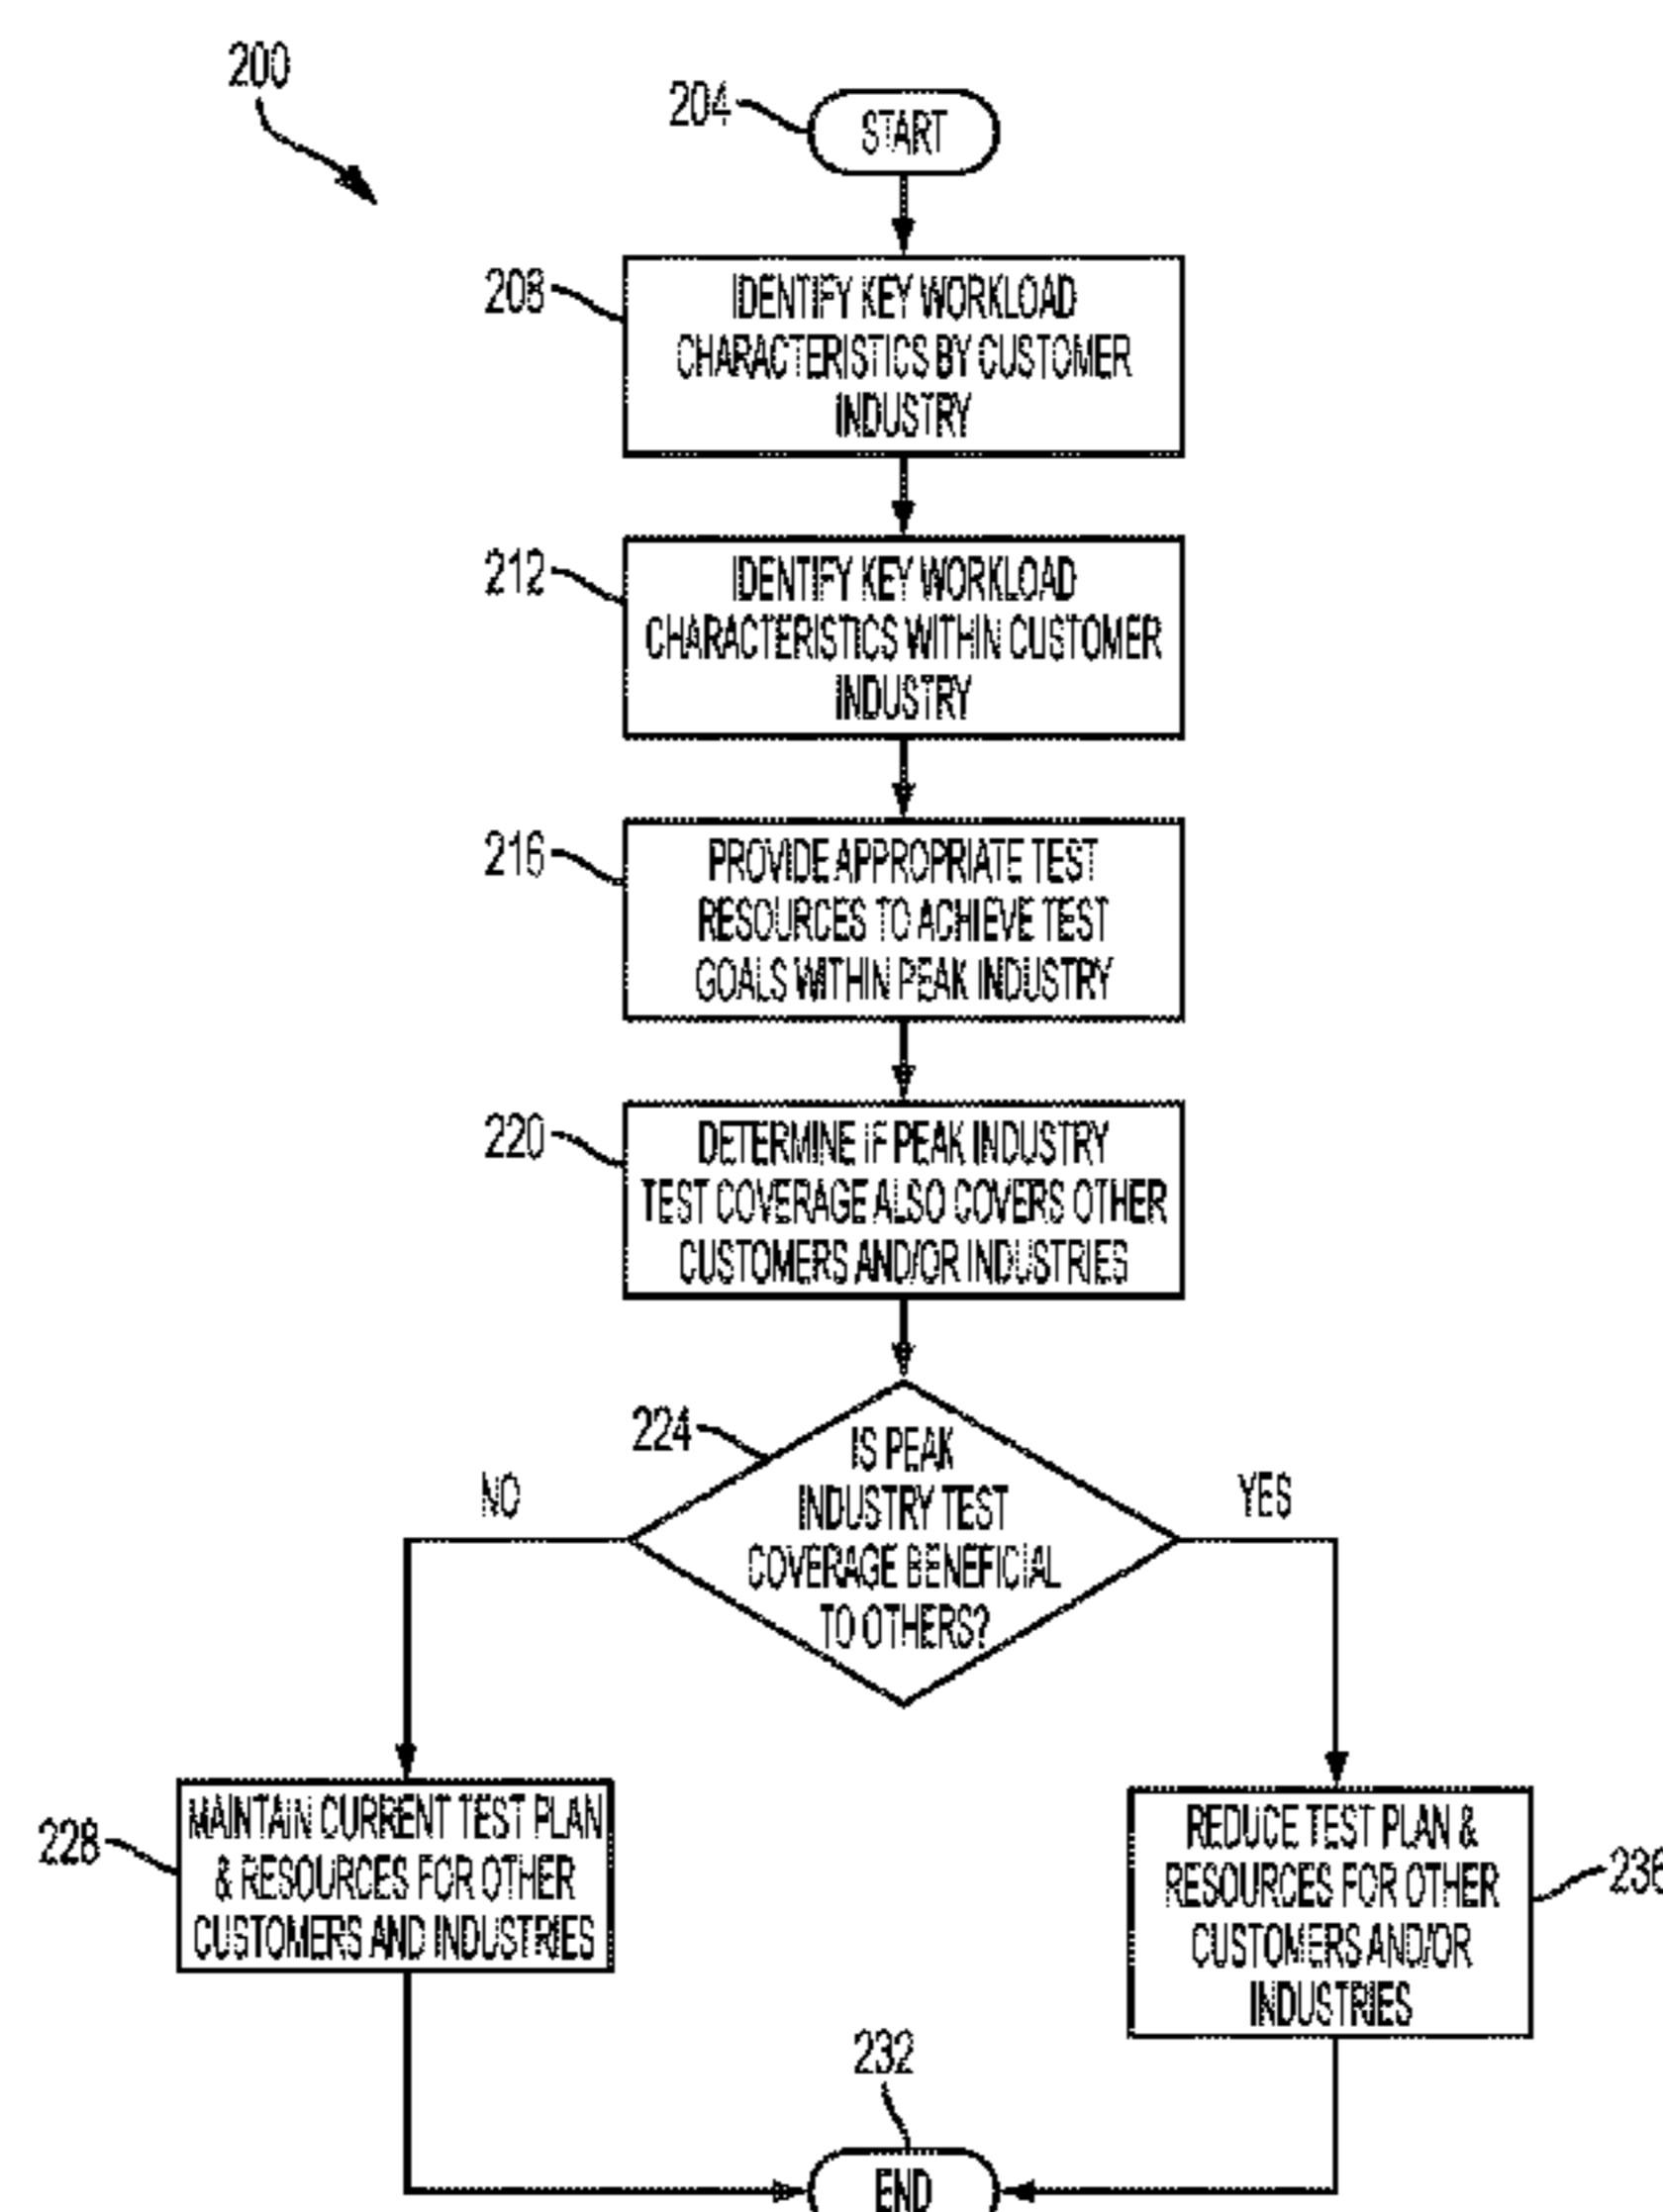 200
204
START
208
IDENTIFY KEY WORKLOAD
CHARACTERISTICS BY CUSTOMER
INDUSTRY
212
IDENTIFY KEY WORKLOAD
CHARACTERISTICS WITHIN CUSTOMER
INDUSTRY
216
PROVIDE APPROPRIATE TEST
RESOURCES TO ACHIEVE TEST
GOALS WITHIN PEAK INDUSTRY
220
DETERMINE IF PEAK INDUSTRY
TEST COVERAGE ALSO COVERS OTHER
CUSTOMERS AND/OR INDUSTRIES
224
IS PEAK
INDUSTRY TEST
COVERAGE BENEFICIAL
TO OTHERS?
NO
YES
228
MAINTAIN CURRENT TEST PLAN
& RESOURCES FOR OTHER
CUSTOMERS AND INDUSTRIES
REDUCE TEST PLAN &
RESOURCES FOR OTHER
CUSTOMERS AND/OR
INDUSTRIES
236
232
END